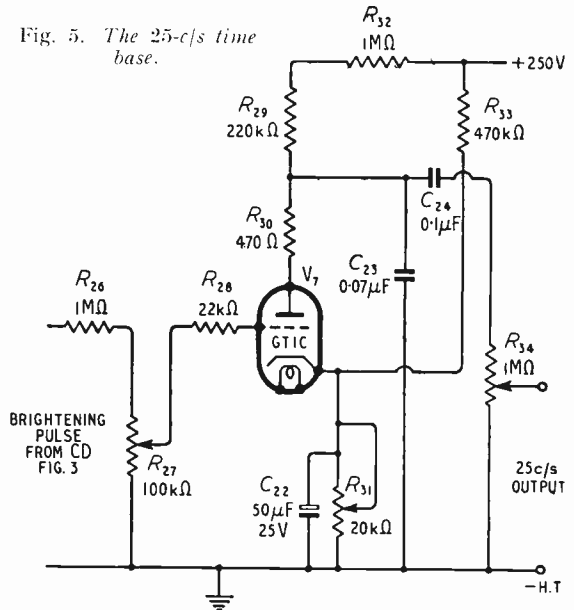 Fig. 5. The 25-c/s time
base.
R32
1MΩ
+250V
R29
220kΩ
R33
470kΩ
C24
0·1μF
R30
470Ω
C23
0·07μF
V7
R26
1MΩ
R28
22kΩ
GT1C
R34
1MΩ
BRIGHTENING
PULSE
FROM CD
FIG. 3
R27
100kΩ
C22
50μF
25V
R31
20kΩ
25c/s
OUTPUT
−H.T